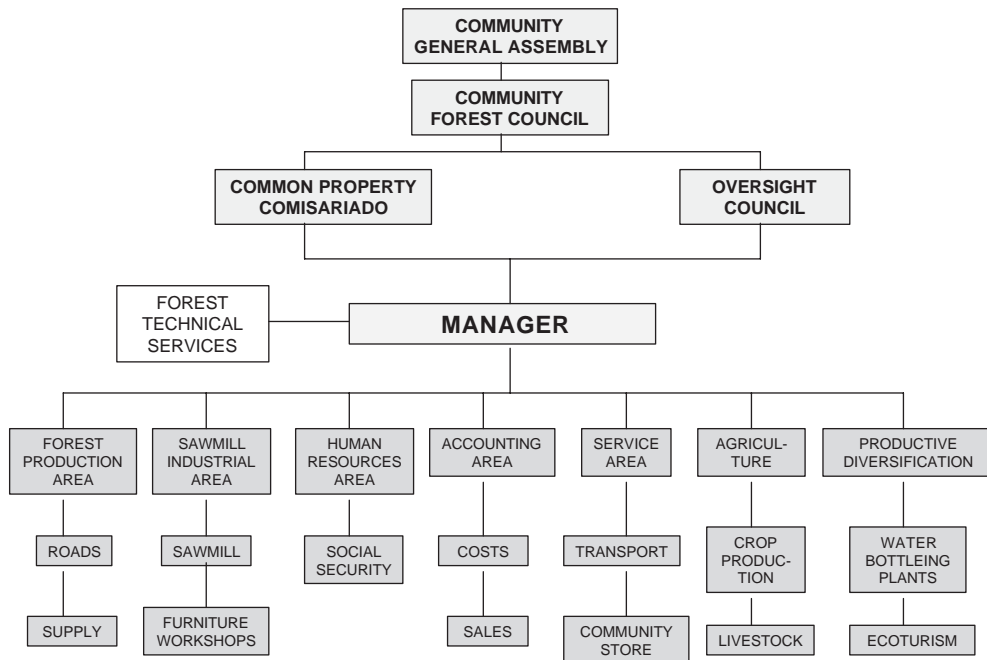 COMMUNITY
GENERAL ASSEMBLY
COMMUNITY
FOREST COUNCIL
COMMON PROPERTY
COMISARIADO
OVERSIGHT
COUNCIL
FOREST
TECHNICAL
SERVICES
MANAGER
FOREST
PRODUCTION
AREA
SAWMILL
INDUSTRIAL
AREA
HUMAN
RESOURCES
AREA
ACCOUNTING
AREA
SERVICE
AREA
AGRICUL-
TURE
PRODUCTIVE
DIVERSIFICATION
ROADS
SAWMILL
SOCIAL
SECURITY
COSTS
TRANSPORT
CROP
PRODUC-
TION
WATER
BOTTLEING
PLANTS
SUPPLY
FURNITURE
WORKSHOPS
SALES
COMMUNITY
STORE
LIVESTOCK
ECOTURISM